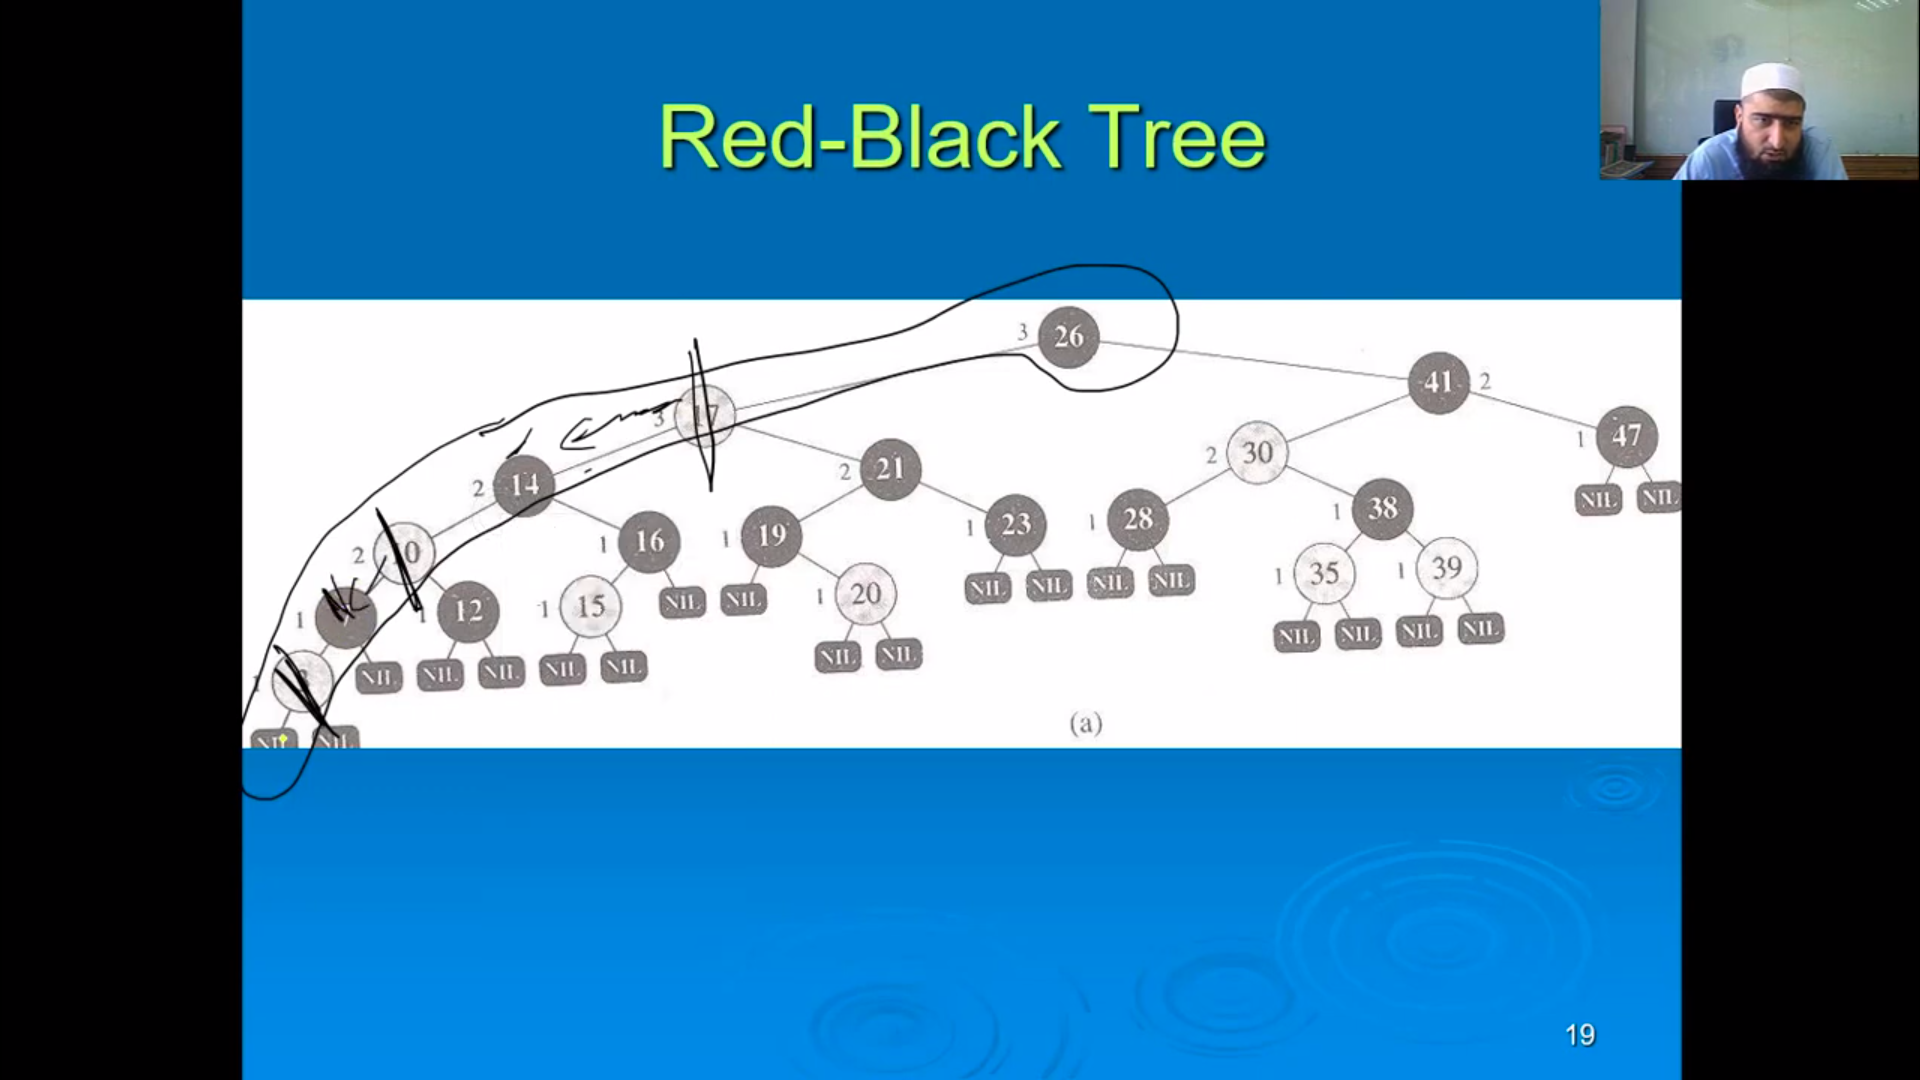 Red-Black Tree
3 26
41 2
3 17
30
2
47
1
2 14
2 21
1 28
1 38
NIL NIL
2 10
1 16
1 19
1 23
35
1
39
1
1
1 12
1 15
NIL
NIL
1 20
NIL NIL
NIL NIL
NIL NIL
NIL NIL
1
NIL
NIL NIL
NIL NIL
NIL NIL
NIL NIL
(a)
19